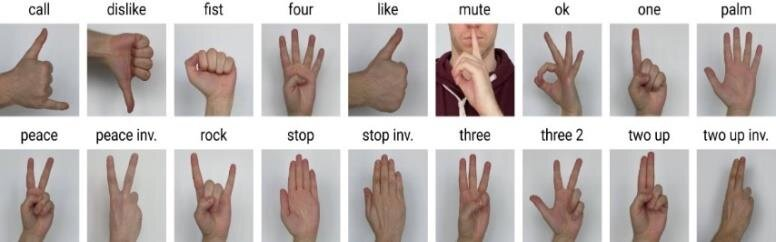 call dislike fist four like mute ok one palm
peace peace inv. rock stop stop inv. three three 2 two up two up inv.